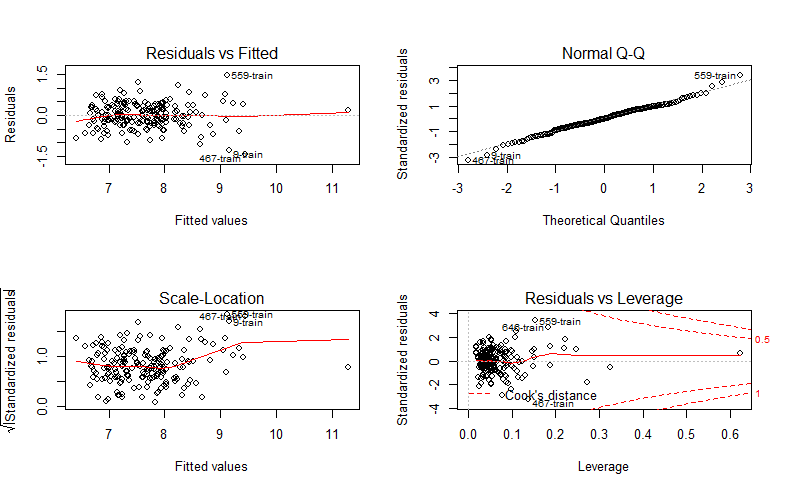 Residuals vs Fitted
Residuals
1.5
0.0
-1.5
559-train
467-train
9-train
7 8 9 10 11
Fitted values
Normal Q-Q
Standardized residuals
3
1
-1
-3
559-train
9-train
467-train
-3 -2 -1 0 1 2 3
Theoretical Quantiles
Scale-Location
√|Standardized residuals|
1.0
0.0
559-train
467-train
9-train
7 8 9 10 11
Fitted values
Residuals vs Leverage
Standardized residuals
4
2
0
-2
-4
559-train
646-train
467-train
Cook's distance
0.5
1
0.0 0.1 0.2 0.3 0.4 0.5 0.6
Leverage